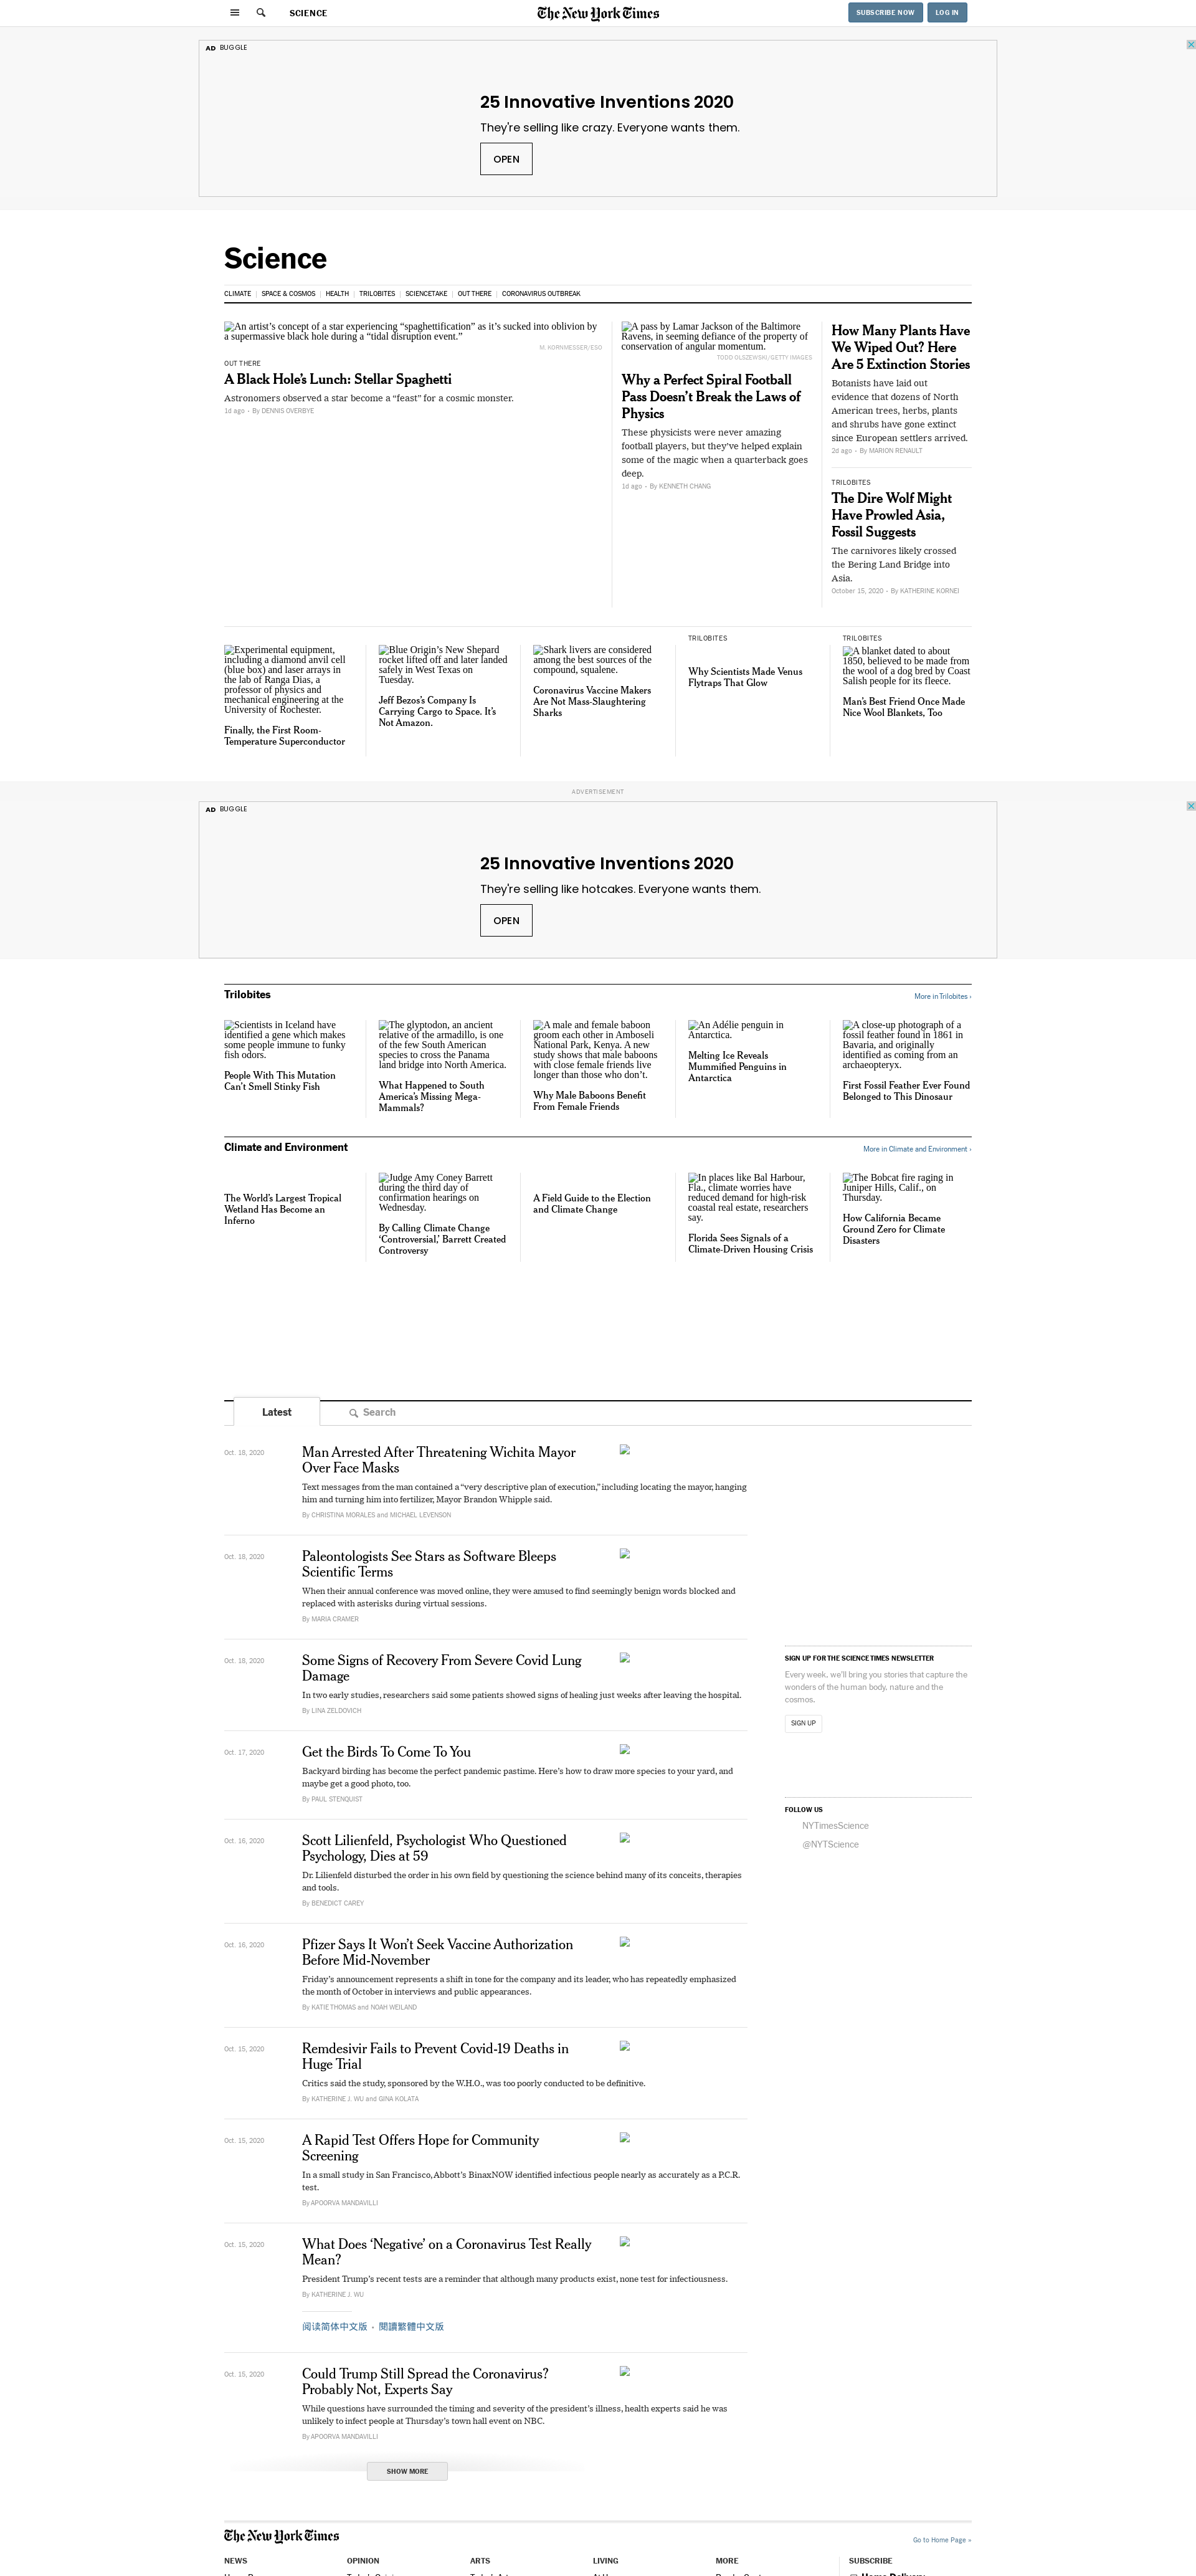 SCIENCE
The New York Times
SUBSCRIBE NOW
LOG IN
AD BUGGLE
25 Innovative Inventions 2020
They're selling like crazy. Everyone wants them.
OPEN
Science
CLIMATE
SPACE & COSMOS
HEALTH
TRILOBITES
SCIENCETAKE
OUT THERE
CORONAVIRUS OUTBREAK
An artist’s concept of a star experiencing “spaghettification” as it’s sucked into oblivion by
a supermassive black hole during a “tidal disruption event.”
M. KORNMESSER/ESO
OUT THERE
A Black Hole’s Lunch: Stellar Spaghetti
Astronomers observed a star become a “feast” for a cosmic monster.
1d ago • By DENNIS OVERBYE
A pass by Lamar Jackson of the Baltimore
Ravens, in seeming defiance of the property of
conservation of angular momentum.
TODD OLSZEWSKI/GETTY IMAGES
Why a Perfect Spiral Football
Pass Doesn’t Break the Laws of
Physics
These physicists were never amazing
football players, but they’ve helped explain
some of the magic when a quarterback goes
deep.
1d ago • By KENNETH CHANG
How Many Plants Have
We Wiped Out? Here
Are 5 Extinction Stories
Botanists have laid out
evidence that dozens of North
American trees, herbs, plants
and shrubs have gone extinct
since European settlers arrived.
2d ago • By MARION RENAULT
TRILOBITES
The Dire Wolf Might
Have Prowled Asia,
Fossil Suggests
The carnivores likely crossed
the Bering Land Bridge into
Asia.
October 15, 2020 • By KATHERINE KORNEI
Experimental equipment,
including a diamond anvil cell
(blue box) and laser arrays in
the lab of Ranga Dias, a
professor of physics and
mechanical engineering at the
University of Rochester.
Finally, the First Room-
Temperature Superconductor
Blue Origin’s New Shepard
rocket lifted off and later landed
safely in West Texas on
Tuesday.
Jeff Bezos’s Company Is
Carrying Cargo to Space. It’s
Not Amazon.
Shark livers are considered
among the best sources of the
compound, squalene.
Coronavirus Vaccine Makers
Are Not Mass-Slaughtering
Sharks
TRILOBITES
Why Scientists Made Venus
Flytraps That Glow
TRILOBITES
A blanket dated to about
1850, believed to be made from
the wool of a dog bred by Coast
Salish people for its fleece.
Man’s Best Friend Once Made
Nice Wool Blankets, Too
ADVERTISEMENT
AD BUGGLE
25 Innovative Inventions 2020
They're selling like hotcakes. Everyone wants them.
OPEN
Trilobites
More in Trilobites ›
Scientists in Iceland have
identified a gene which makes
some people immune to funky
fish odors.
People With This Mutation
Can’t Smell Stinky Fish
The glyptodon, an ancient
relative of the armadillo, is one
of the few South American
species to cross the Panama
land bridge into North America.
What Happened to South
America’s Missing Mega-
Mammals?
A male and female baboon
groom each other in Amboseli
National Park, Kenya. A new
study shows that male baboons
with close female friends live
longer than those who don’t.
Why Male Baboons Benefit
From Female Friends
An Adélie penguin in
Antarctica.
Melting Ice Reveals
Mummified Penguins in
Antarctica
A close-up photograph of a
fossil feather found in 1861 in
Bavaria, and originally
identified as coming from an
archaeopteryx.
First Fossil Feather Ever Found
Belonged to This Dinosaur
Climate and Environment
More in Climate and Environment ›
The World’s Largest Tropical
Wetland Has Become an
Inferno
Judge Amy Coney Barrett
during the third day of
confirmation hearings on
Wednesday.
By Calling Climate Change
‘Controversial,’ Barrett Created
Controversy
A Field Guide to the Election
and Climate Change
In places like Bal Harbour,
Fla., climate worries have
reduced demand for high-risk
coastal real estate, researchers
say.
Florida Sees Signals of a
Climate-Driven Housing Crisis
The Bobcat fire raging in
Juniper Hills, Calif., on
Thursday.
How California Became
Ground Zero for Climate
Disasters
Latest
Search
Oct. 18, 2020
Man Arrested After Threatening Wichita Mayor
Over Face Masks
Text messages from the man contained a “very descriptive plan of execution,” including locating the mayor, hanging
him and turning him into fertilizer, Mayor Brandon Whipple said.
By CHRISTINA MORALES and MICHAEL LEVENSON
Oct. 18, 2020
Paleontologists See Stars as Software Bleeps
Scientific Terms
When their annual conference was moved online, they were amused to find seemingly benign words blocked and
replaced with asterisks during virtual sessions.
By MARIA CRAMER
Oct. 18, 2020
Some Signs of Recovery From Severe Covid Lung
Damage
In two early studies, researchers said some patients showed signs of healing just weeks after leaving the hospital.
By LINA ZELDOVICH
Oct. 17, 2020
Get the Birds To Come To You
Backyard birding has become the perfect pandemic pastime. Here’s how to draw more species to your yard, and
maybe get a good photo, too.
By PAUL STENQUIST
Oct. 16, 2020
Scott Lilienfeld, Psychologist Who Questioned
Psychology, Dies at 59
Dr. Lilienfeld disturbed the order in his own field by questioning the science behind many of its conceits, therapies
and tools.
By BENEDICT CAREY
Oct. 16, 2020
Pfizer Says It Won’t Seek Vaccine Authorization
Before Mid-November
Friday’s announcement represents a shift in tone for the company and its leader, who has repeatedly emphasized
the month of October in interviews and public appearances.
By KATIE THOMAS and NOAH WEILAND
Oct. 15, 2020
Remdesivir Fails to Prevent Covid-19 Deaths in
Huge Trial
Critics said the study, sponsored by the W.H.O., was too poorly conducted to be definitive.
By KATHERINE J. WU and GINA KOLATA
Oct. 15, 2020
A Rapid Test Offers Hope for Community
Screening
In a small study in San Francisco, Abbott’s BinaxNOW identified infectious people nearly as accurately as a P.C.R.
test.
By APOORVA MANDAVILLI
Oct. 15, 2020
What Does ‘Negative’ on a Coronavirus Test Really
Mean?
President Trump’s recent tests are a reminder that although many products exist, none test for infectiousness.
By KATHERINE J. WU
阅读简体中文版 • 閱讀繁體中文版
Oct. 15, 2020
Could Trump Still Spread the Coronavirus?
Probably Not, Experts Say
While questions have surrounded the timing and severity of the president’s illness, health experts said he was
unlikely to infect people at Thursday’s town hall event on NBC.
By APOORVA MANDAVILLI
SHOW MORE
SIGN UP FOR THE SCIENCE TIMES NEWSLETTER
Every week, we’ll bring you stories that capture the
wonders of the human body, nature and the
cosmos.
SIGN UP
FOLLOW US
NYTimesScience
@NYTScience
The New York Times
Go to Home Page »
NEWS
OPINION
ARTS
LIVING
MORE
SUBSCRIBE